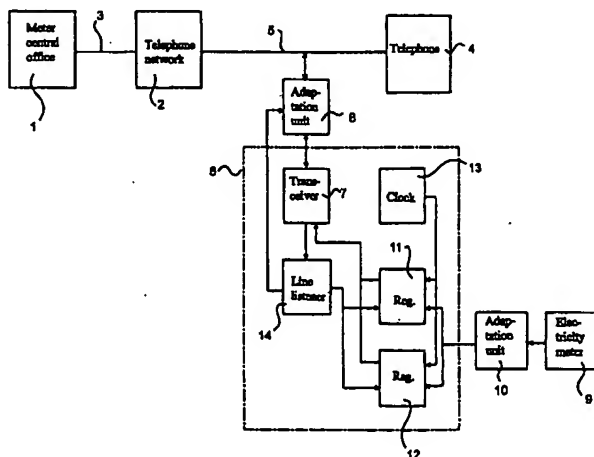 Meter
central
office
1
3
Telephone
network
2
5
Telephone
4
Adap-
tation
unit
6
8
Trans-
ceiver
7
13
Clock
Line
listener
14
11
Reg.
Reg.
12
Adap-
tation
unit
10
Elec-
tricity
meter
9